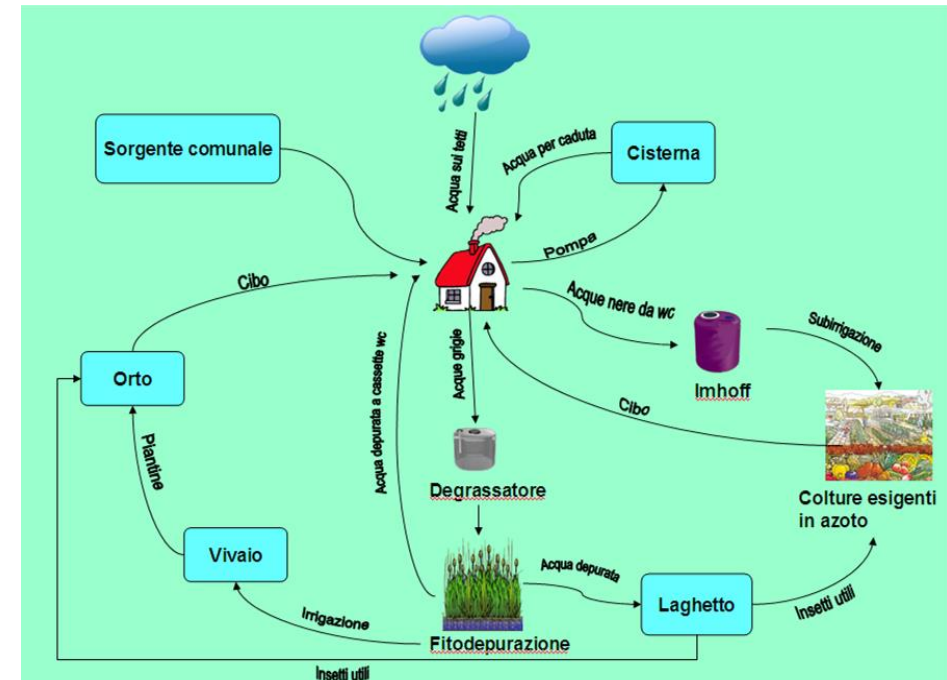 Sorgente comunale
Acqua sui tetti
Acqua per caduta
Cisterna
Pompa
Cibo
Acque nere da wc
Imhoff
Subirrigazione
Orto
Acqua depurata a cassette wc
Acque grigie
Cibo
Degrassatore
Colture esigenti
in azoto
Piantine
Vivaio
Irrigazione
Fitodepurazione
Acqua depurata
Laghetto
Insetti utili
Insetti utili